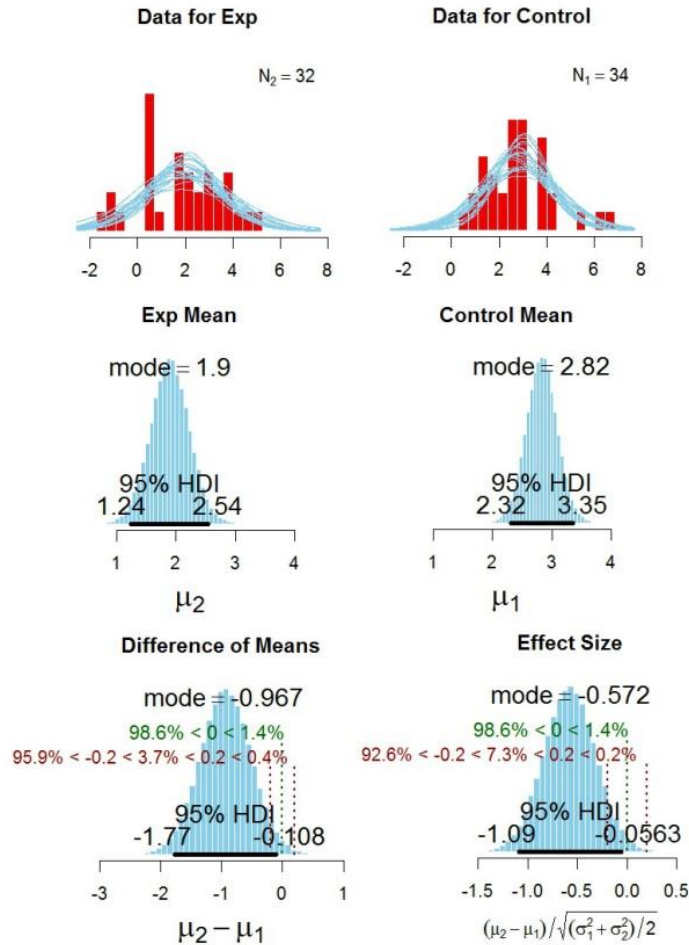 Data for Exp
Data for Control
N₂ = 32
N₁ = 34
-2 0 2 4 6 8
-2 0 2 4 6 8
Exp Mean
Control Mean
mode = 1.9
mode = 2.82
95% HDI
95% HDI
1.24 2.54
2.32 3.35
1 2 3 4
1 2 3 4
μ₂
μ₁
Difference of Means
Effect Size
mode = -0.967
mode = -0.572
98.6% < 0 < 1.4%
98.6% < 0 < 1.4%
95.9% < -0.2 < 3.7% < 0.2 < 0.4%
92.6% < -0.2 < 7.3% < 0.2 < 0.2%
95% HDI
95% HDI
-1.77 -0.108
-1.09 -0.0563
-3 -2 -1 0 1
-1.5 -1.0 -0.5 0.0 0.5
μ₂ − μ₁
(μ₂ − μ₁) / √(σ₁² + σ₂²) / 2